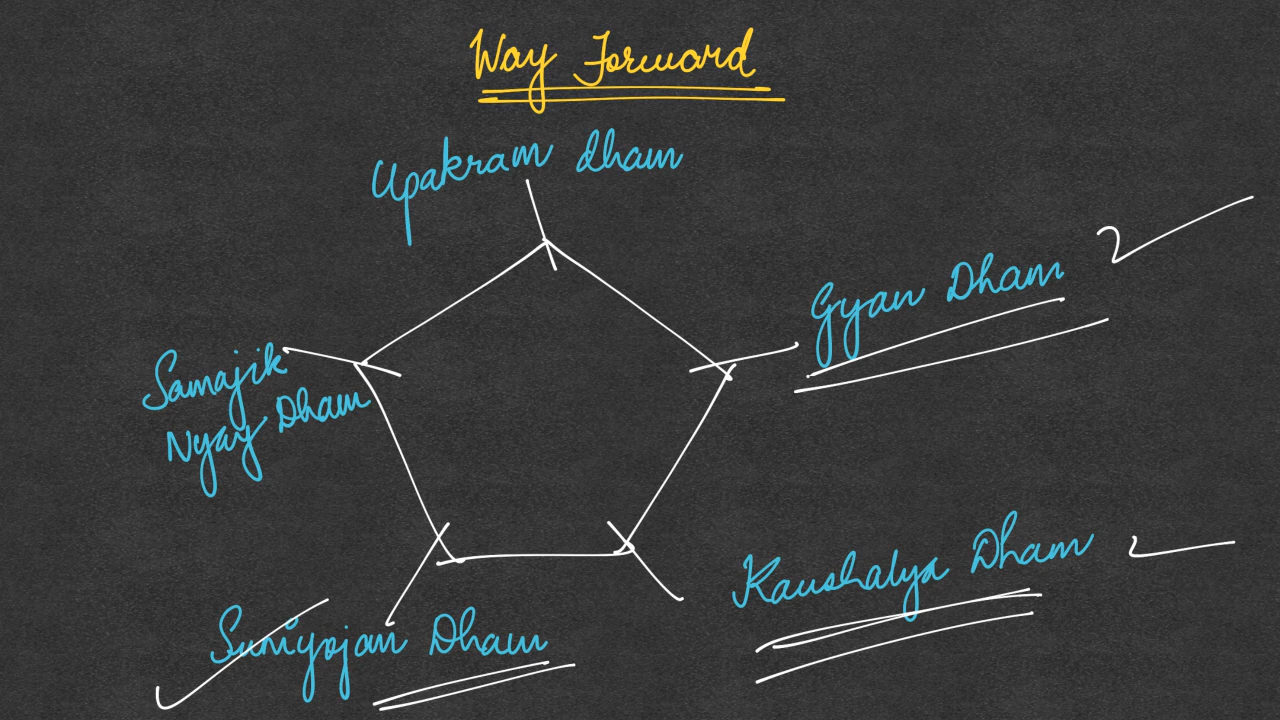 Way Forward
Upakram dham
Gyan Dham
Samajik
Nyay Dham
Kaushalya Dham
Suniyojan Dham